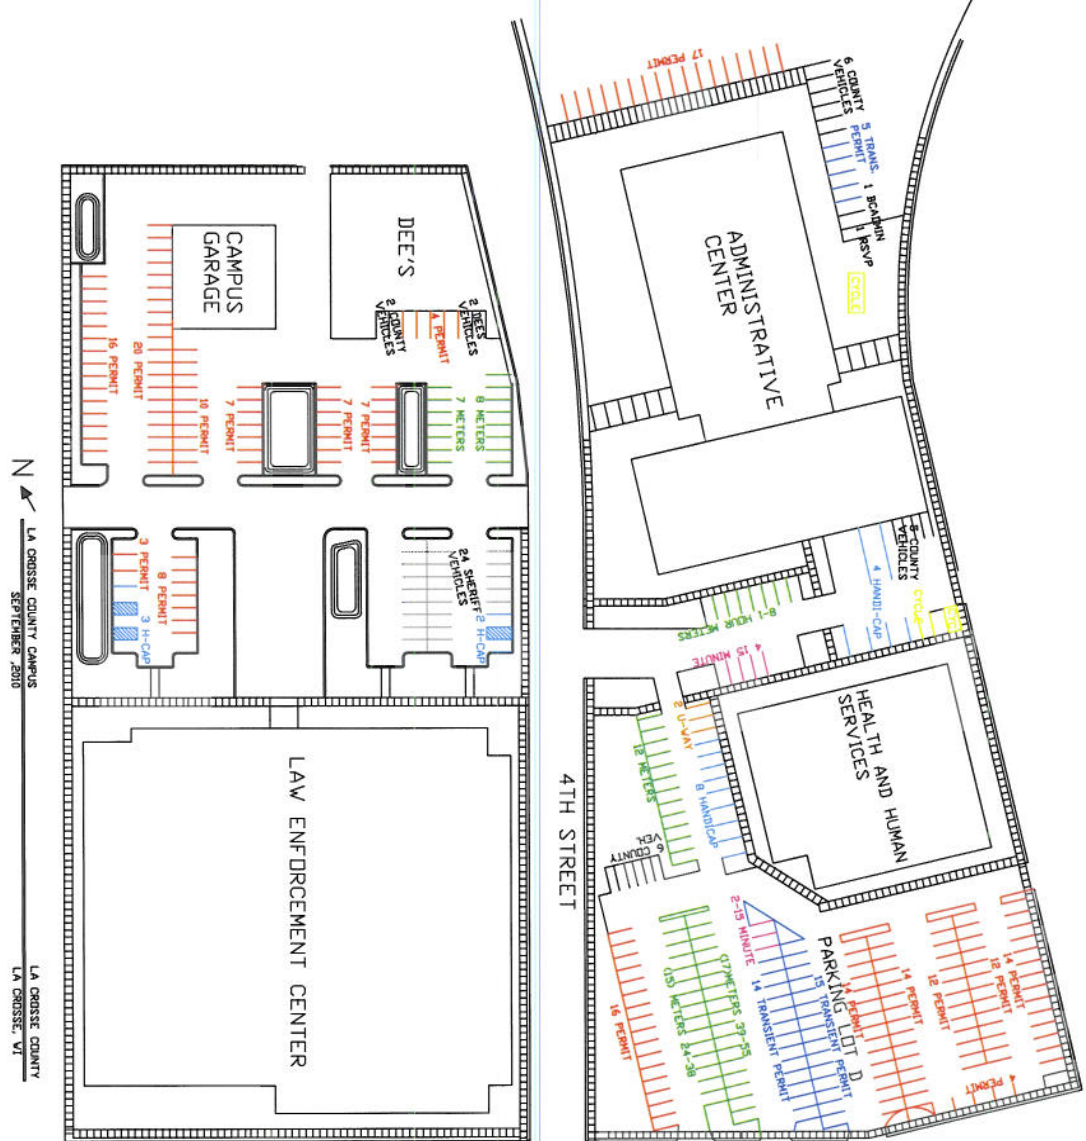 17 PERMIT
6 COUNTY
VEHICLES
5 TRANS.
PERMIT
1 BCADMIN
1 RSVP
CYCLE
ADMINISTRATIVE
CENTER
DEE'S
CAMPUS
GARAGE
2 COUNTY
VEHICLES
4 PERMIT
2 DEES
VEHICLES
16 PERMIT
20 PERMIT
10 PERMIT
7 PERMIT
7 PERMIT
7 PERMIT
7 METERS
8 METERS
N
LA CROSSE COUNTY CAMPUS
SEPTEMBER ,2010
LA CROSSE COUNTY
LA CROSSE, WI
3 PERMIT
8 PERMIT
3 H-CAP
24 SHERIFF
VEHICLES
2 H-CAP
COUNTY
VEHICLES
4 HANDI-CAP
CYCLE
8-1 HOUR METERS
4 15 MINUTE
HEALTH AND HUMAN
SERVICES
2 U-WAY
12 METERS
8 HANDICAP
6 COUNTY
VEH.
4TH STREET
LAW ENFORCEMENT CENTER
2-15 MINUTE
PARKING LOT D
16 PERMIT
(15) METERS 24-38
(17)METERS 39-55
14 TRANSIENT PERMIT
15 TRANSIENT PERMIT
14 PERMIT
14 PERMIT
12 PERMIT
12 PERMIT
14 PERMIT
4 PERMIT